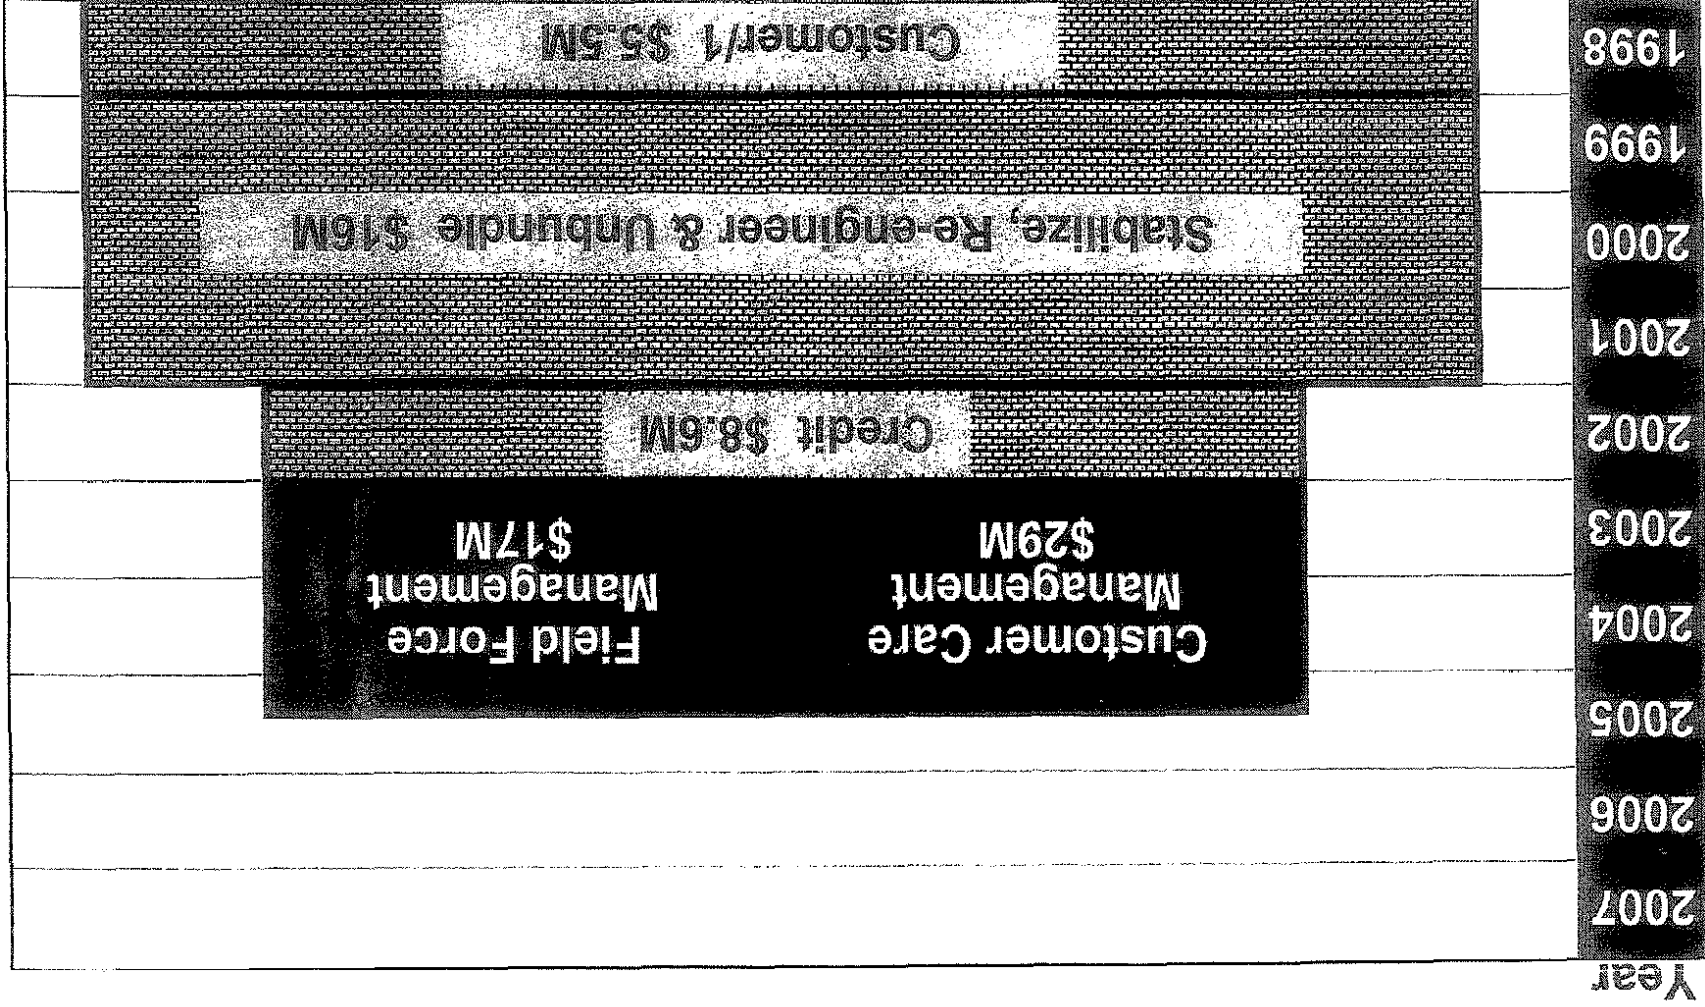 Year
2007
2006
2005
2004
2003
2002
2001
2000
1999
1998
Customer Care
Management
$29M
Field Force
Management
$17M
Credit $8.6M
Stabilize, Re-engineer & Unbundle $16M
Customer/1 $5.5M